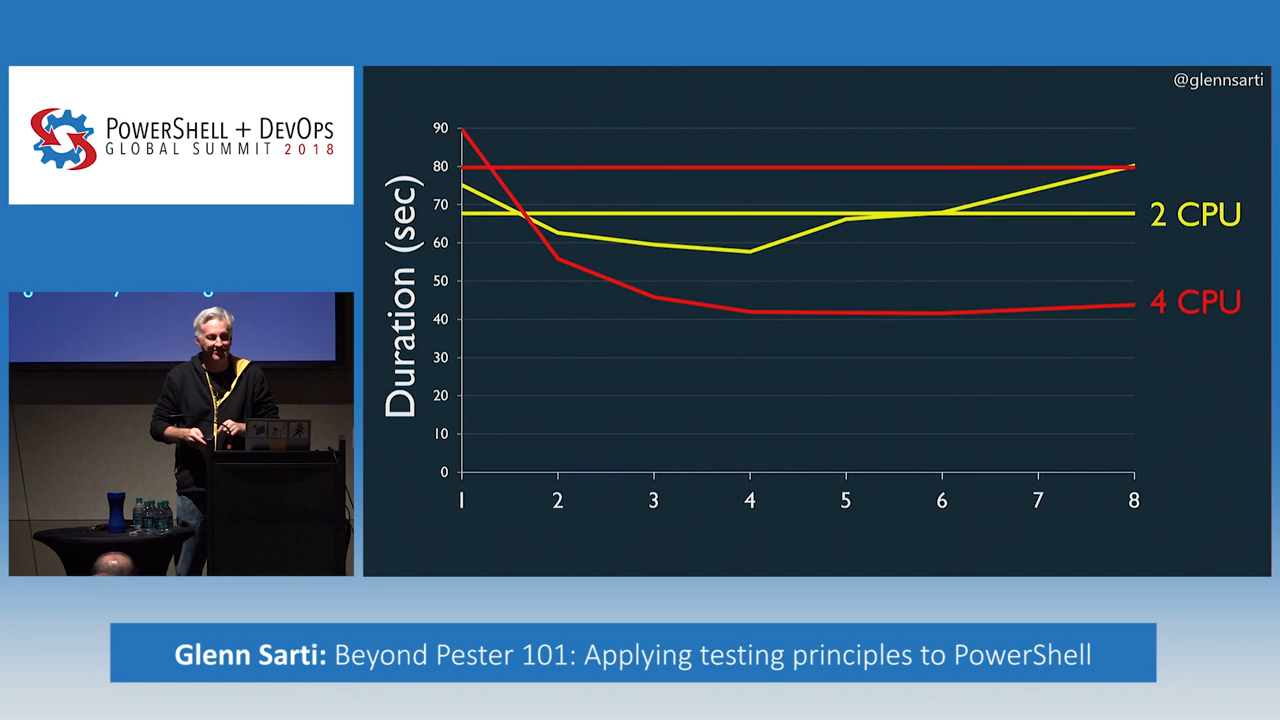 POWERSHELL + DEVOPS
GLOBAL SUMMIT 2018
@glennsarti
Duration (sec)
90
80
70
60
50
40
30
20
10
0
1 2 3 4 5 6 7 8
2 CPU
4 CPU
Glenn Sarti: Beyond Pester 101: Applying testing principles to PowerShell